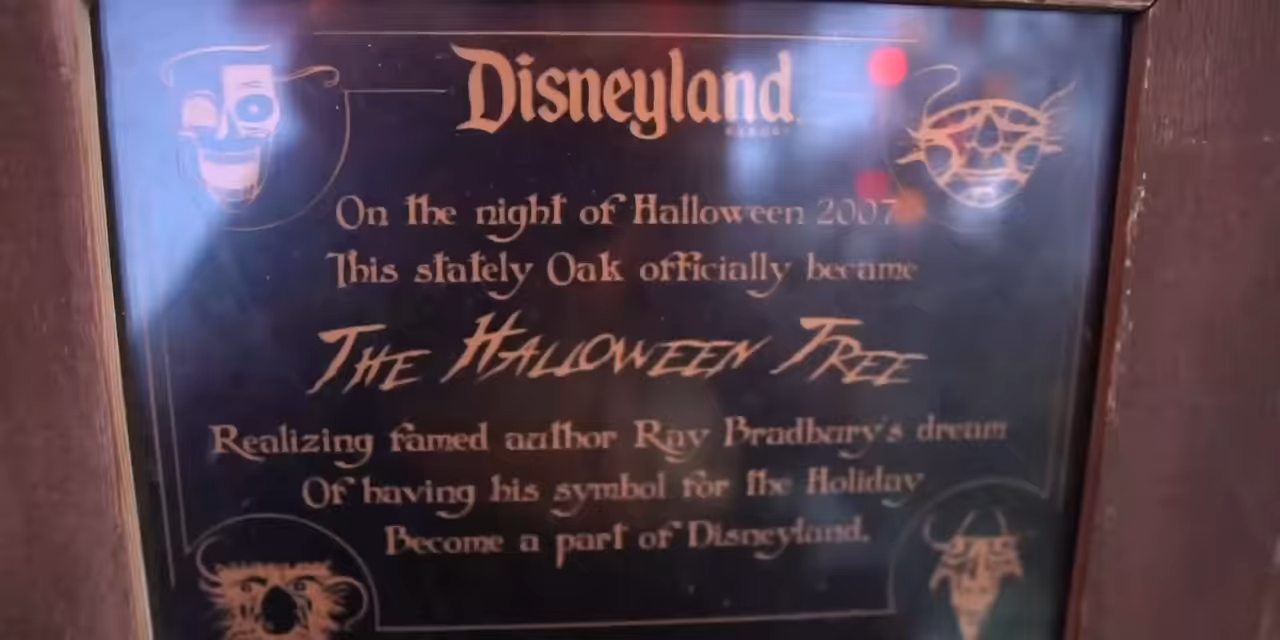 Disneyland
RESORT
On the night of Halloween 2007
This stately Oak officially became
THE HALLOWEEN TREE
Realizing famed author Ray Bradbury's dream
Of having his symbol for the Holiday
Become a part of Disneyland.